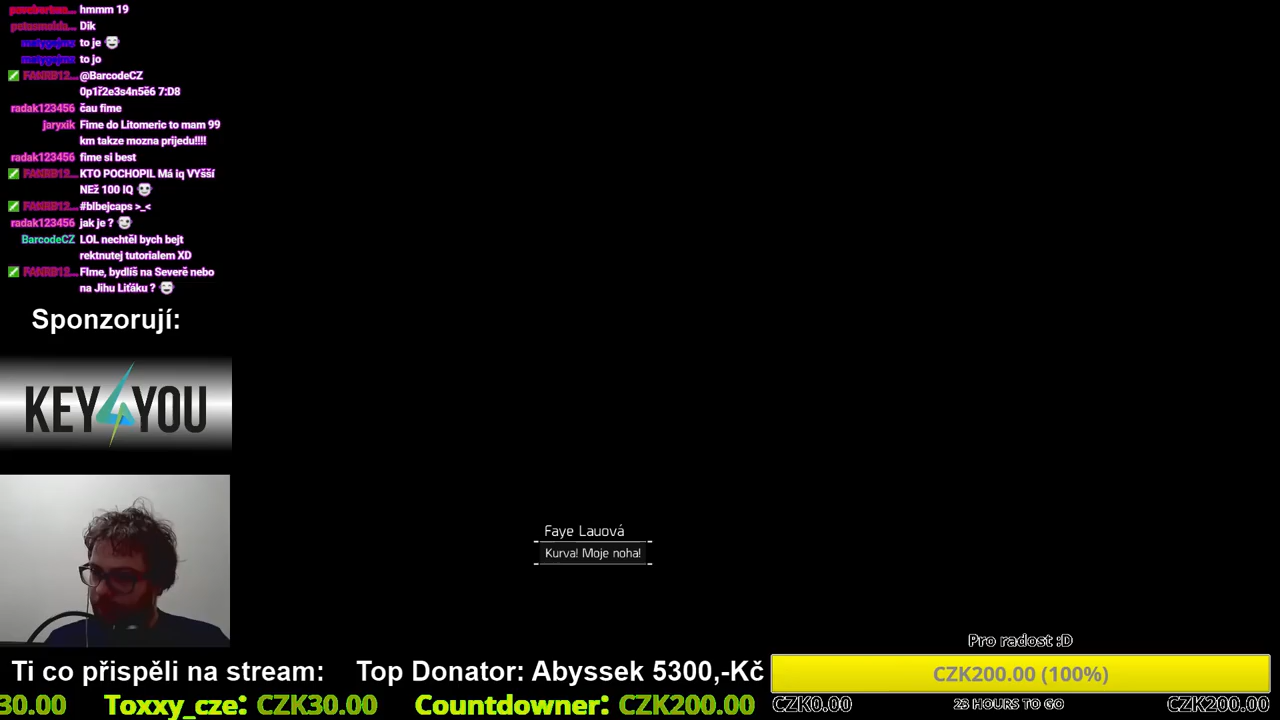 hmmm 19
Dik
to je
to jo
@BarcodeCZ
0p1ř2e3s4n5ě6 7:D8
radak123456 čau fime
jaryxik Fime do Litomeric to mam 99
km takze mozna prijedu!!!!
radak123456 fime si best
KTO POCHOPIL Má iq VYšší
NEž 100 IQ
#blbejcaps >_<
radak123456 jak je ?
BarcodeCZ LOL nechtěl bych bejt
rektnutej tutorialem XD
FIme, bydlíš na Severě nebo
na Jihu Liťáku ?
Sponzorují:
KEY4YOU
Faye Lauová
Kurva! Moje noha!
Pro radost :D
Ti co přispěli na stream: Top Donator: Abyssek 5300,-Kč
CZK200.00 (100%)
30.00 Toxxy_cze: CZK30.00 Countdowner: CZK200.00
CZK0.00 23 HOURS TO GO CZK200.00